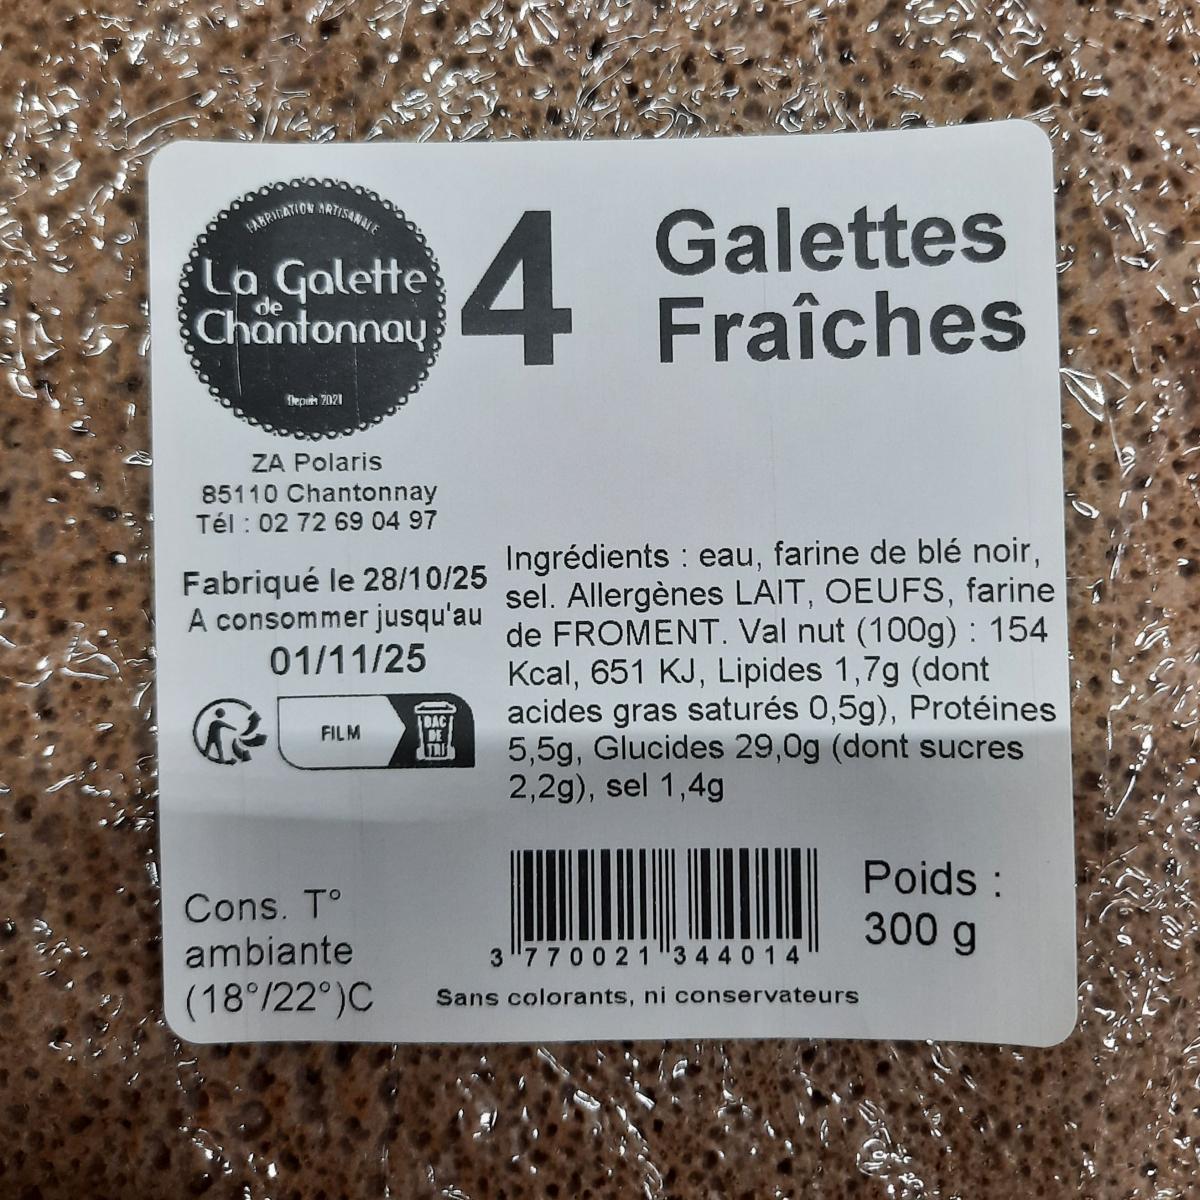 FABRICATION ARTISANALE
La Galette
de
Chantonnay
Depuis 2021
4 Galettes
Fraîches
ZA Polaris
85110 Chantonnay
Tél : 02 72 69 04 97
Fabriqué le 28/10/25
A consommer jusqu'au
01/11/25
FILM
BAC
DE
TRI
Ingrédients : eau, farine de blé noir,
sel. Allergènes LAIT, OEUFS, farine
de FROMENT. Val nut (100g) : 154
Kcal, 651 KJ, Lipides 1,7g (dont
acides gras saturés 0,5g), Protéines
5,5g, Glucides 29,0g (dont sucres
2,2g), sel 1,4g
Cons. T°
ambiante
(18°/22°)C
3 770021 344014
Sans colorants, ni conservateurs
Poids :
300 g